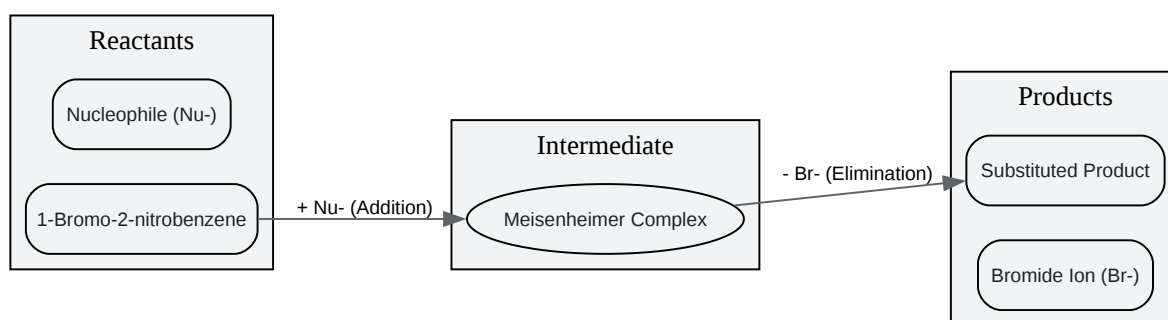 Reactants
Nucleophile (Nu-)
1-Bromo-2-nitrobenzene
+ Nu- (Addition)
Intermediate
Meisenheimer Complex
- Br- (Elimination)
Products
Substituted Product
Bromide Ion (Br-)